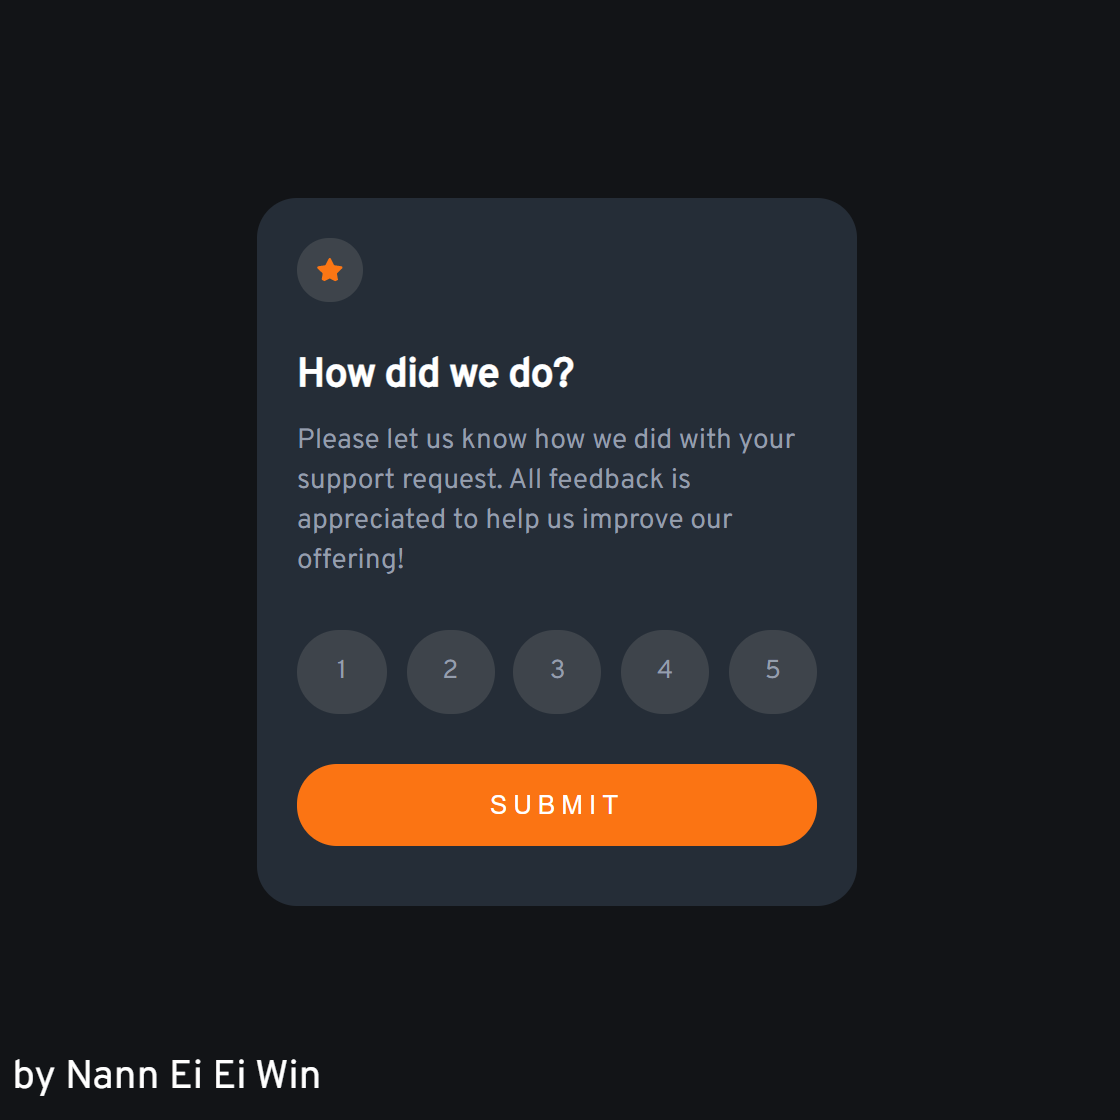 How did we do?
Please let us know how we did with your
support request. All feedback is
appreciated to help us improve our
offering!
1 2 3 4 5
SUBMIT
by Nann Ei Ei Win